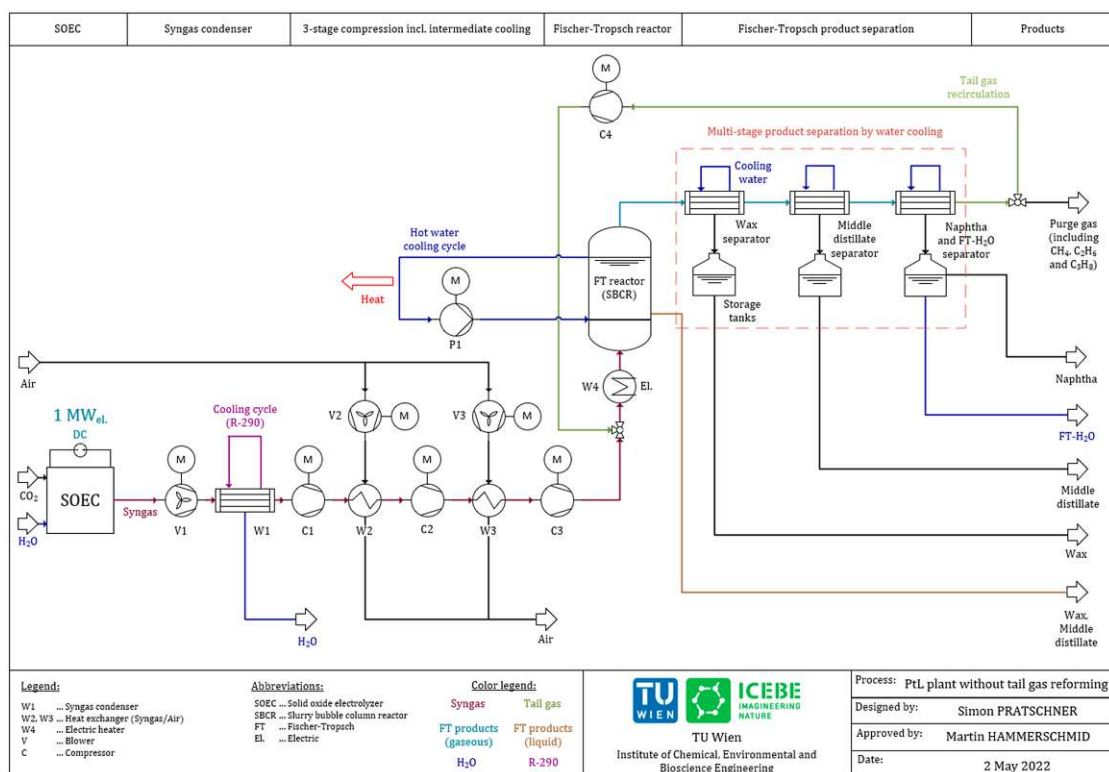 SOEC
Syngas condenser
3-stage compression incl. intermediate cooling
Fischer-Tropsch reactor
Fischer-Tropsch product separation
Products
M
C4
Tail gas
recirculation
Multi-stage product separation by water cooling
Cooling
water
Wax
separator
Middle
distillate
separator
Naphtha
and FT-H₂O
separator
Purge gas
(including
CH₄, C₂H₆
and C₃H₈)
Hot water
cooling cycle
Heat
M
P1
FT reactor
(SBCR)
Storage
tanks
Air
W4
El.
Naphtha
V2
M
V3
M
1 MWel.
DC
Cooling cycle
(R-290)
FT-H₂O
CO₂
SOEC
H₂O
Syngas
M
V1
W1
M
C1
W2
M
C2
W3
M
C3
Middle
distillate
Wax
H₂O
Air
Wax,
Middle
distillate
Legend:
W1 ... Syngas condenser
W2, W3 ... Heat exchanger (Syngas/Air)
W4 ... Electric heater
V ... Blower
C ... Compressor
Abbreviations:
SOEC ... Solid oxide electrolyzer
SBCR ... Slurry bubble column reactor
FT ... Fischer-Tropsch
El. ... Electric
Color legend:
Syngas
Tail gas
FT products
(gaseous)
FT products
(liquid)
H₂O
R-290
TU
WIEN
ICEBE
IMAGINEERING
NATURE
TU Wien
Institute of Chemical, Environmental and
Bioscience Engineering
Process: PtL plant without tail gas reforming
Designed by: Simon PRATSCHNER
Approved by: Martin HAMMERSCHMID
Date: 2 May 2022